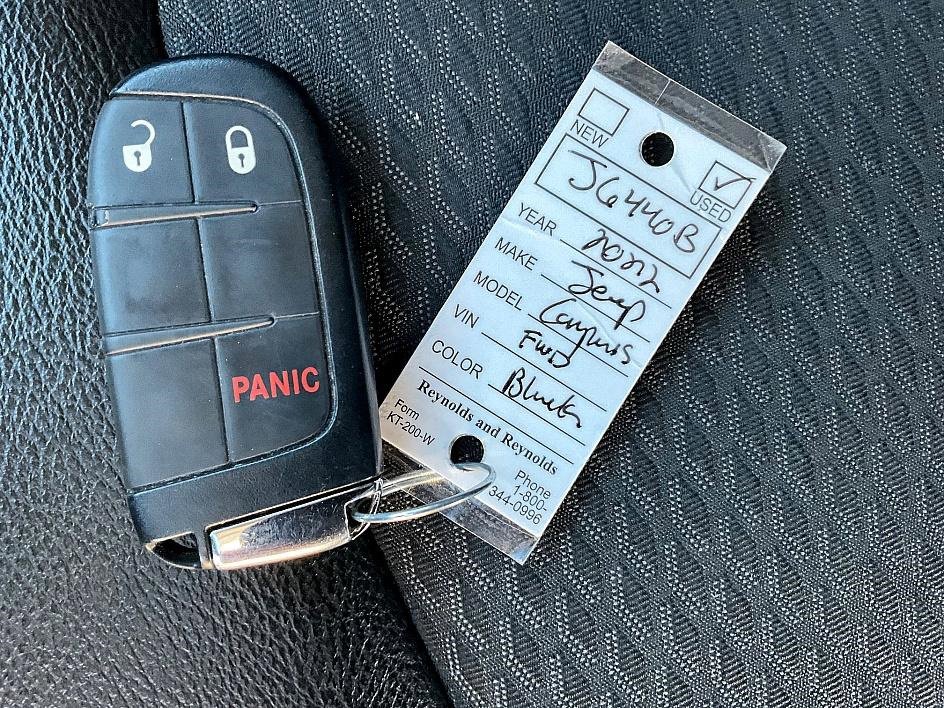 PANIC
NEW
USED
J6440B
YEAR 2022
MAKE Jeep
MODEL Compass
VIN FWD
COLOR Black
Reynolds and Reynolds
Form
KT-200-W
Phone
1-800-
344-0996